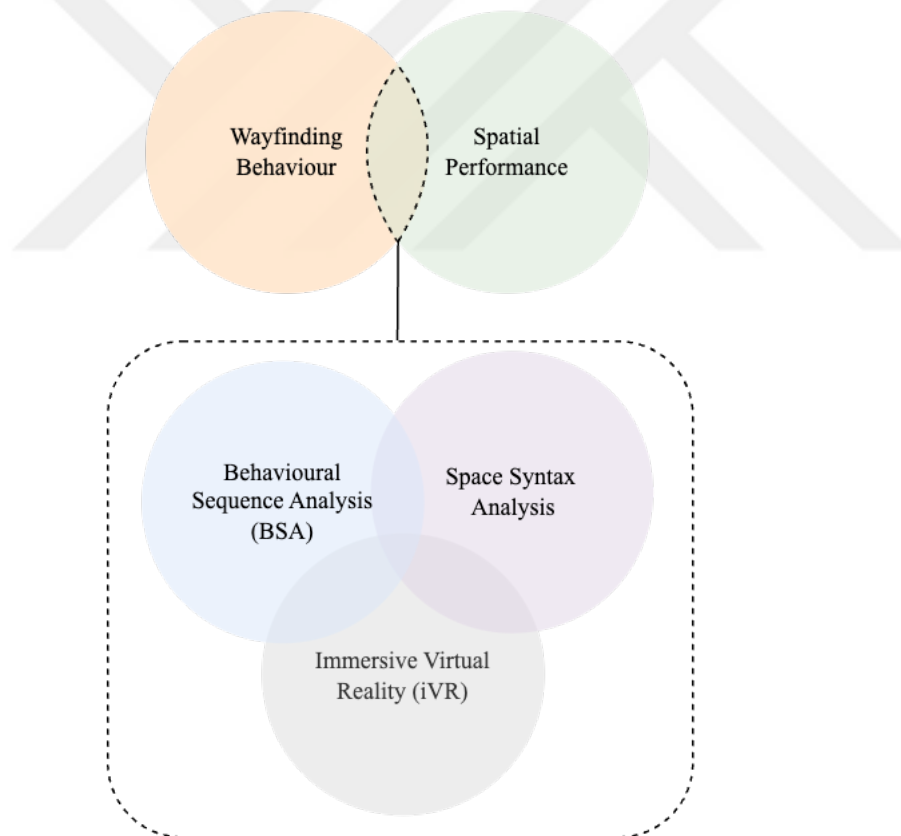 Wayfinding
Behaviour
Spatial
Performance
Behavioural
Sequence Analysis
(BSA)
Space Syntax
Analysis
Immersive Virtual
Reality (iVR)